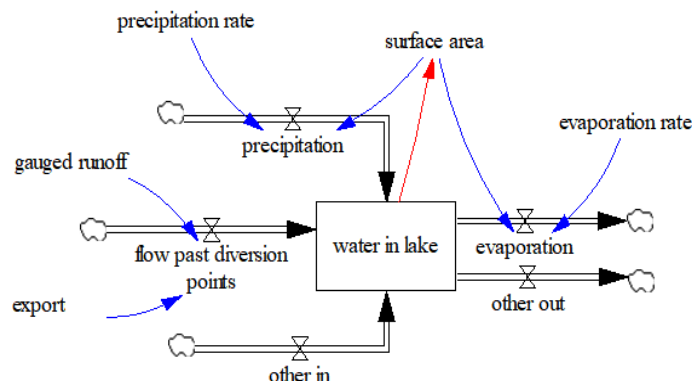 precipitation rate
surface area
precipitation
evaporation rate
gauged runoff
water in lake
evaporation
flow past diversion
points
export
other out
other in